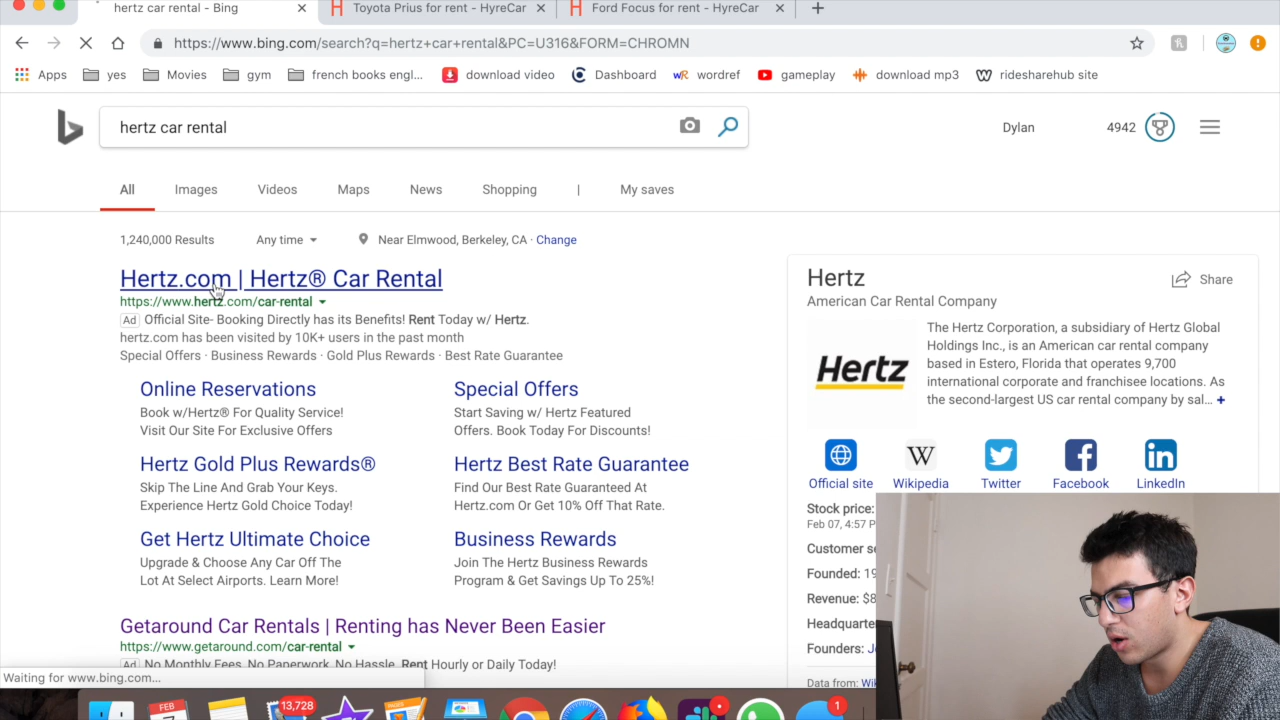 hertz car rental - Bing
Toyota Prius for rent - HyreCar
Ford Focus for rent - HyreCar
https://www.bing.com/search?q=hertz+car+rental&PC=U316&FORM=CHROMN
Apps yes Movies gym french books engl... download video Dashboard wordref gameplay download mp3 ridesharehub site
hertz car rental
Dylan 4942
All Images Videos Maps News Shopping | My saves
1,240,000 Results Any time Near Elmwood, Berkeley, CA · Change
Hertz.com | Hertz® Car Rental
https://www.hertz.com/car-rental
Ad Official Site- Booking Directly has its Benefits! Rent Today w/ Hertz.
hertz.com has been visited by 10K+ users in the past month
Special Offers · Business Rewards · Gold Plus Rewards · Best Rate Guarantee
Online Reservations
Book w/Hertz® For Quality Service!
Visit Our Site For Exclusive Offers
Special Offers
Start Saving w/ Hertz Featured
Offers. Book Today For Discounts!
Hertz Gold Plus Rewards®
Skip The Line And Grab Your Keys.
Experience Hertz Gold Choice Today!
Hertz Best Rate Guarantee
Find Our Best Rate Guaranteed At
Hertz.com Or Get 10% Off That Rate.
Get Hertz Ultimate Choice
Upgrade & Choose Any Car Off The
Lot At Select Airports. Learn More!
Business Rewards
Join The Hertz Business Rewards
Program & Get Savings Up To 25%!
Getaround Car Rentals | Renting has Never Been Easier
https://www.getaround.com/car-rental
Ad No Monthly Fees, No Paperwork, No Hassle. Rent Hourly or Daily Today!
Waiting for www.bing.com...
Hertz
Share
American Car Rental Company
Hertz
The Hertz Corporation, a subsidiary of Hertz Global
Holdings Inc., is an American car rental company
based in Estero, Florida that operates 9,700
international corporate and franchisee locations. As
the second-largest US car rental company by sal... +
Official site Wikipedia Twitter Facebook LinkedIn
Stock price:
Feb 07, 4:57 P
Customer se
Founded: 19
Revenue: $8
Headquarte
Founders: J
Data from: Wik
FEB
13,728
1